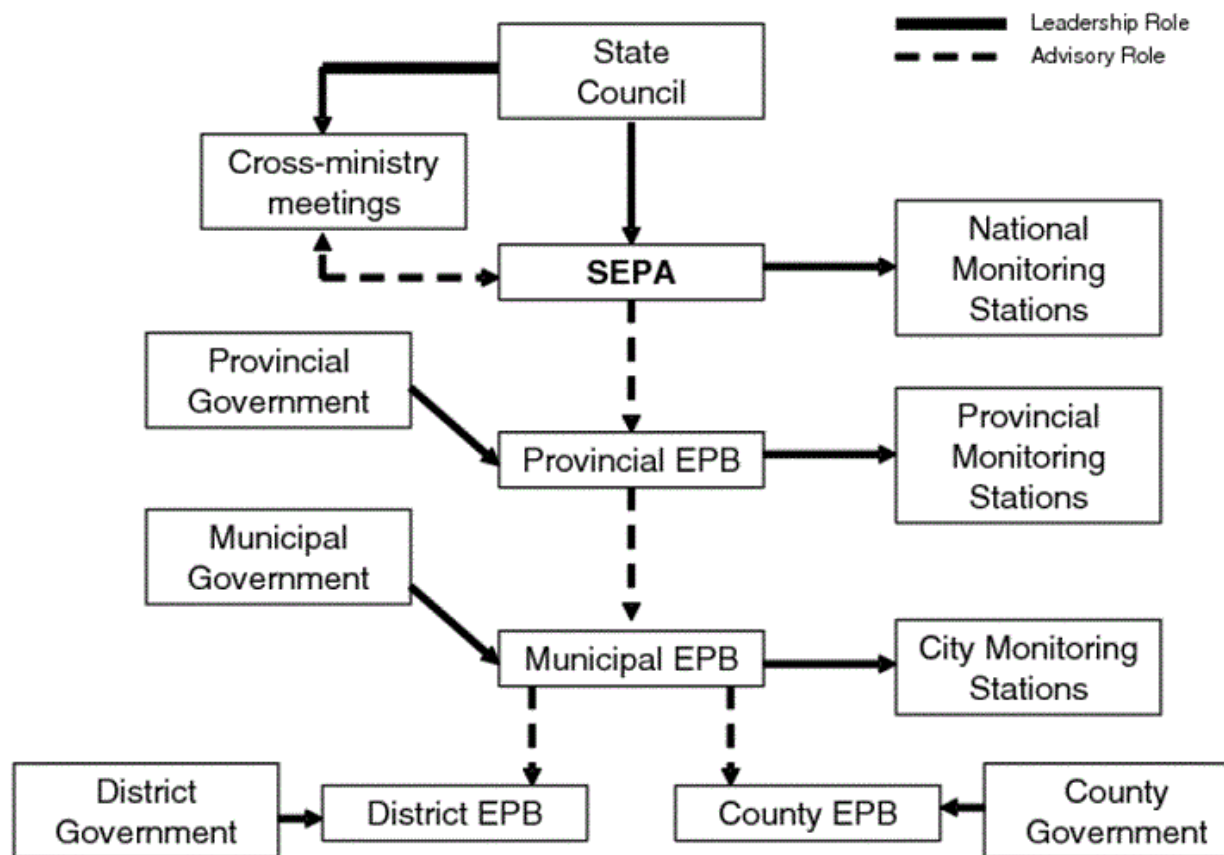 Leadership Role
Advisory Role
State
Council
Cross-ministry
meetings
SEPA
National
Monitoring
Stations
Provincial
Government
Provincial EPB
Provincial
Monitoring
Stations
Municipal
Government
Municipal EPB
City Monitoring
Stations
District
Government
District EPB
County EPB
County
Government